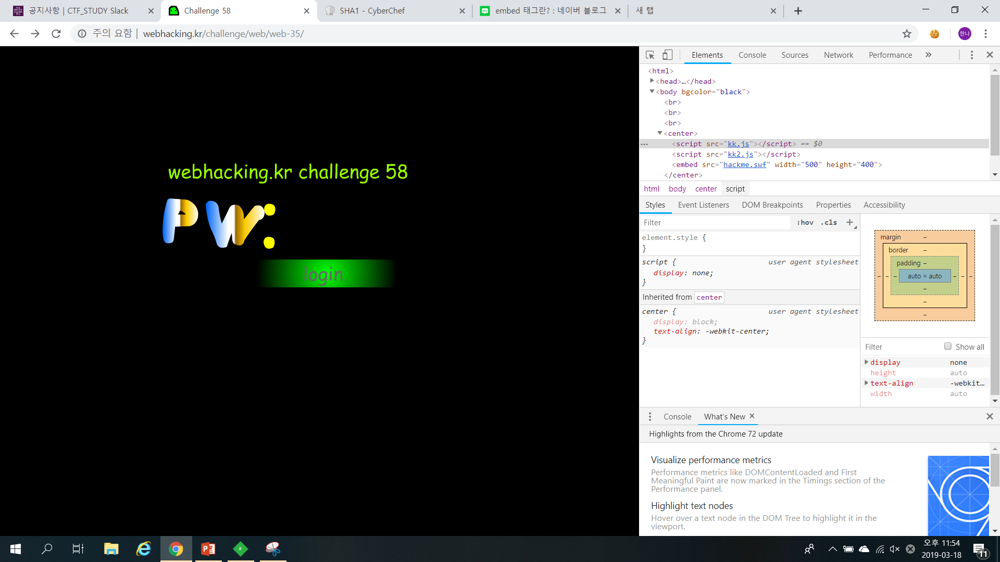 공지사항 | CTF_STUDY Slack
Challenge 58
SHA1 - CyberChef
embed 태그란? : 네이버 블로그
새 탭
주의 요함 | webhacking.kr/challenge/web/web-35/
한나
Elements Console Sources Network Performance
<html>
<head>…</head>
<body bgcolor="black">
<br>
<br>
<br>
<center>
<script src="kk.js"></script> == $0
<script src="kk2.js"></script>
<embed src="hackme.swf" width="500" height="400">
</center>
html body center script
webhacking.kr challenge 58
PW:
login
Styles Event Listeners DOM Breakpoints Properties Accessibility
Filter :hov .cls
element.style {
}
script { user agent stylesheet
display: none;
}
Inherited from center
center { user agent stylesheet
display: block;
text-align: -webkit-center;
}
margin –
border –
padding –
– – – auto × auto – – –
–
–
–
Filter Show all
display none
height auto
text-align -webkit…
width auto
Console What's New
Highlights from the Chrome 72 update
Visualize performance metrics
Performance metrics like DOMContentLoaded and First
Meaningful Paint are now marked in the Timings section of the
Performance panel.
Highlight text nodes
Hover over a text node in the DOM Tree to highlight it in the
viewport.
오후 11:54
2019-03-18
11